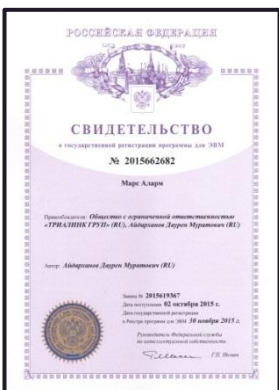 РОССИЙСКАЯ ФЕДЕРАЦИЯ
СВИДЕТЕЛЬСТВО
о государственной регистрации программы для ЭВМ
№ 2015662682
Марс Аларм
Правообладатели: Общество с ограниченной ответственностью
«ТРИАЛИНК ГРУП» (RU), Айдарханов Даурен Муратович (RU)
Автор: Айдарханов Даурен Муратович (RU)
Заявка № 2015619367
Дата поступления 02 октября 2015 г.
Дата государственной регистрации
в Реестре программ для ЭВМ 30 ноября 2015 г.
Руководитель Федеральной службы
по интеллектуальной собственности
Г.П. Ивлиев